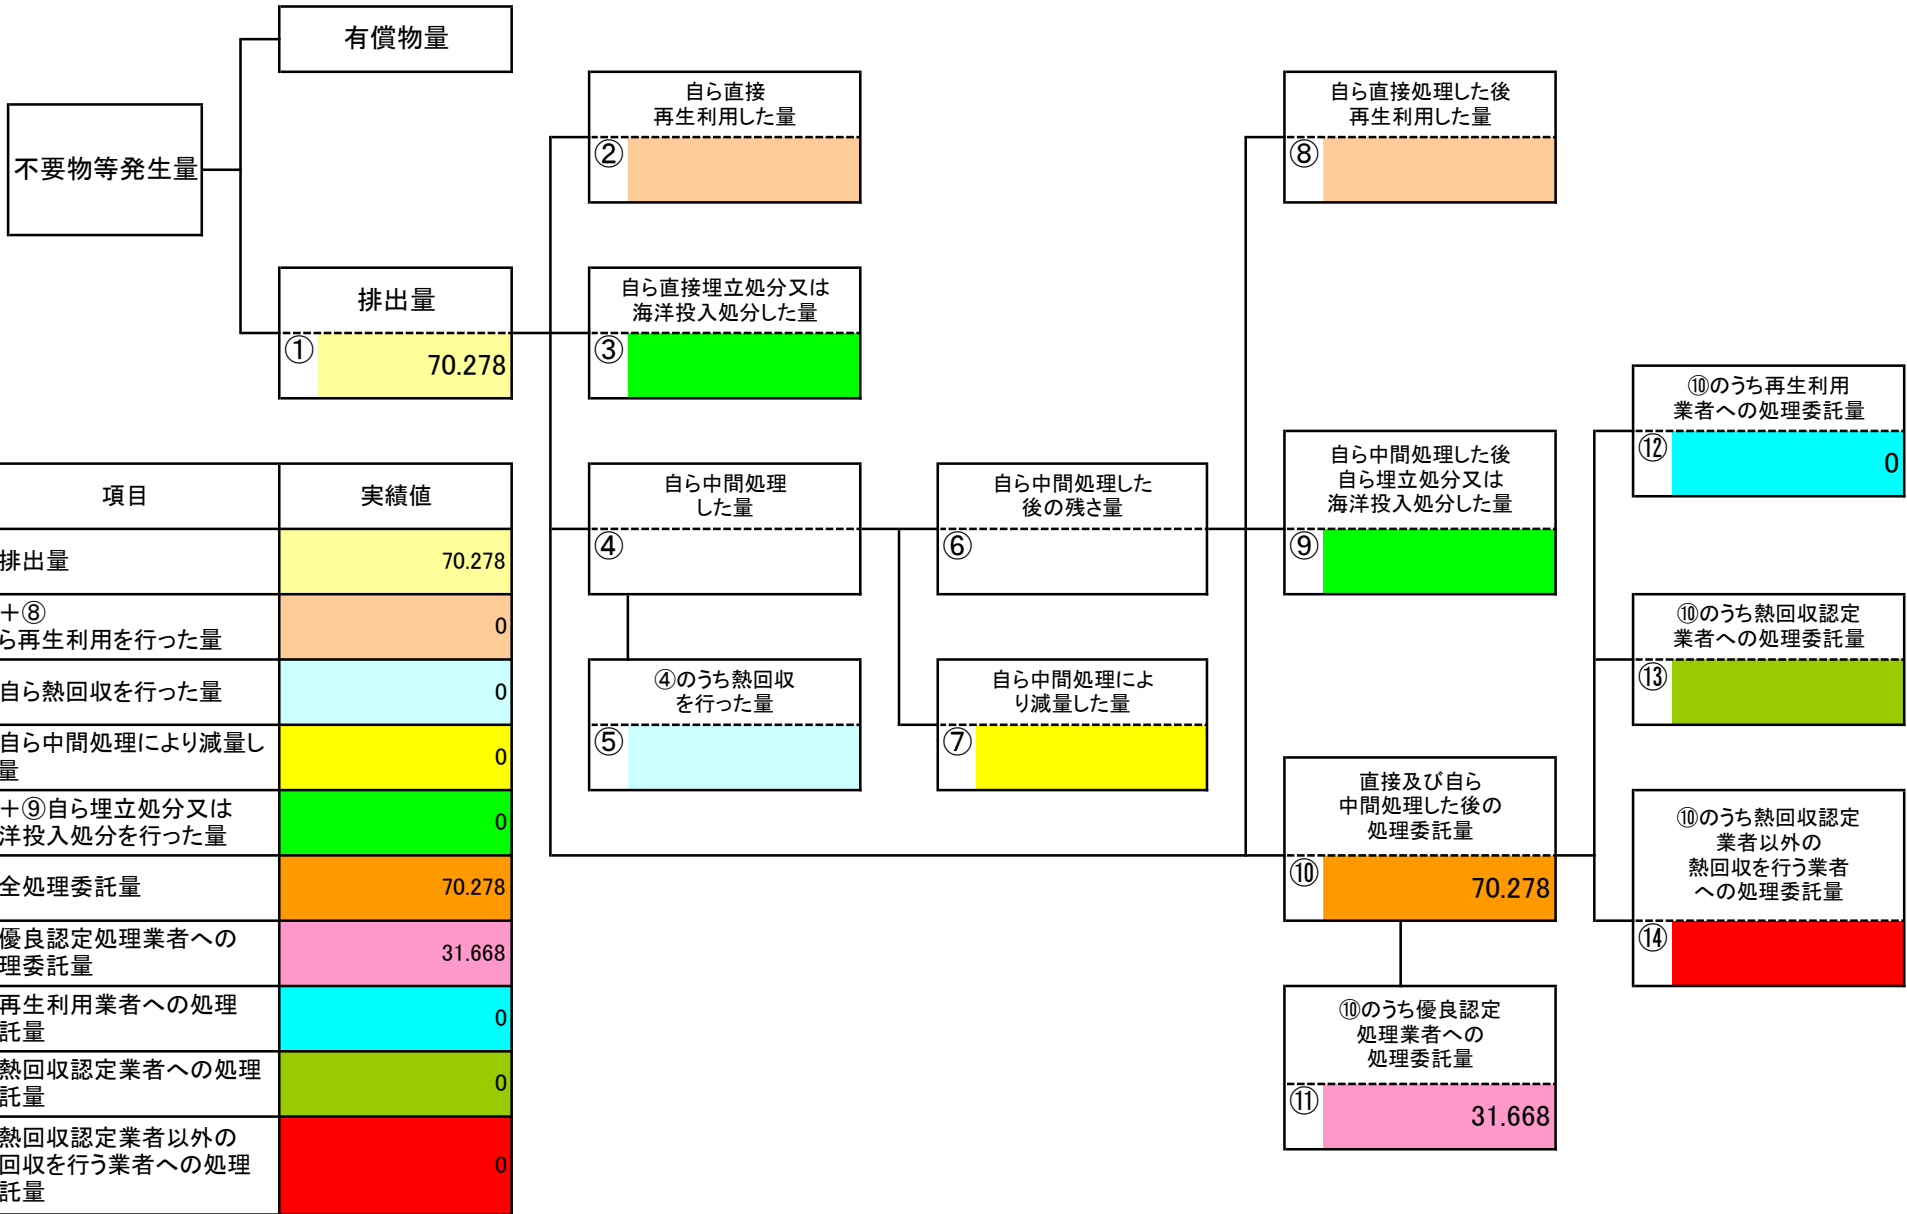 有償物量
不要物等発生量
排出量
①
70.278
自ら直接
再生利用した量
②
自ら直接埋立処分又は
海洋投入処分した量
③
自ら中間処理
した量
④
④のうち熱回収
を行った量
⑤
自ら中間処理した
後の残さ量
⑥
自ら中間処理によ
り減量した量
⑦
自ら直接処理した後
再生利用した量
⑧
自ら中間処理した後
自ら埋立処分又は
海洋投入処分した量
⑨
直接及び自ら
中間処理した後の
処理委託量
⑩
70.278
⑩のうち優良認定
処理業者への
処理委託量
⑪
31.668
⑩のうち再生利用
業者への処理委託量
⑫
0
⑩のうち熱回収認定
業者への処理委託量
⑬
⑩のうち熱回収認定
業者以外の
熱回収を行う業者
への処理委託量
⑭
項目 実績値
排出量 70.278
+⑧
ら再生利用を行った量 0
自ら熱回収を行った量 0
自ら中間処理により減量し
量 0
+⑨自ら埋立処分又は
洋投入処分を行った量 0
全処理委託量 70.278
優良認定処理業者への
理委託量 31.668
再生利用業者への処理
託量 0
熱回収認定業者への処理
託量 0
熱回収認定業者以外の
回収を行う業者への処理
託量 0